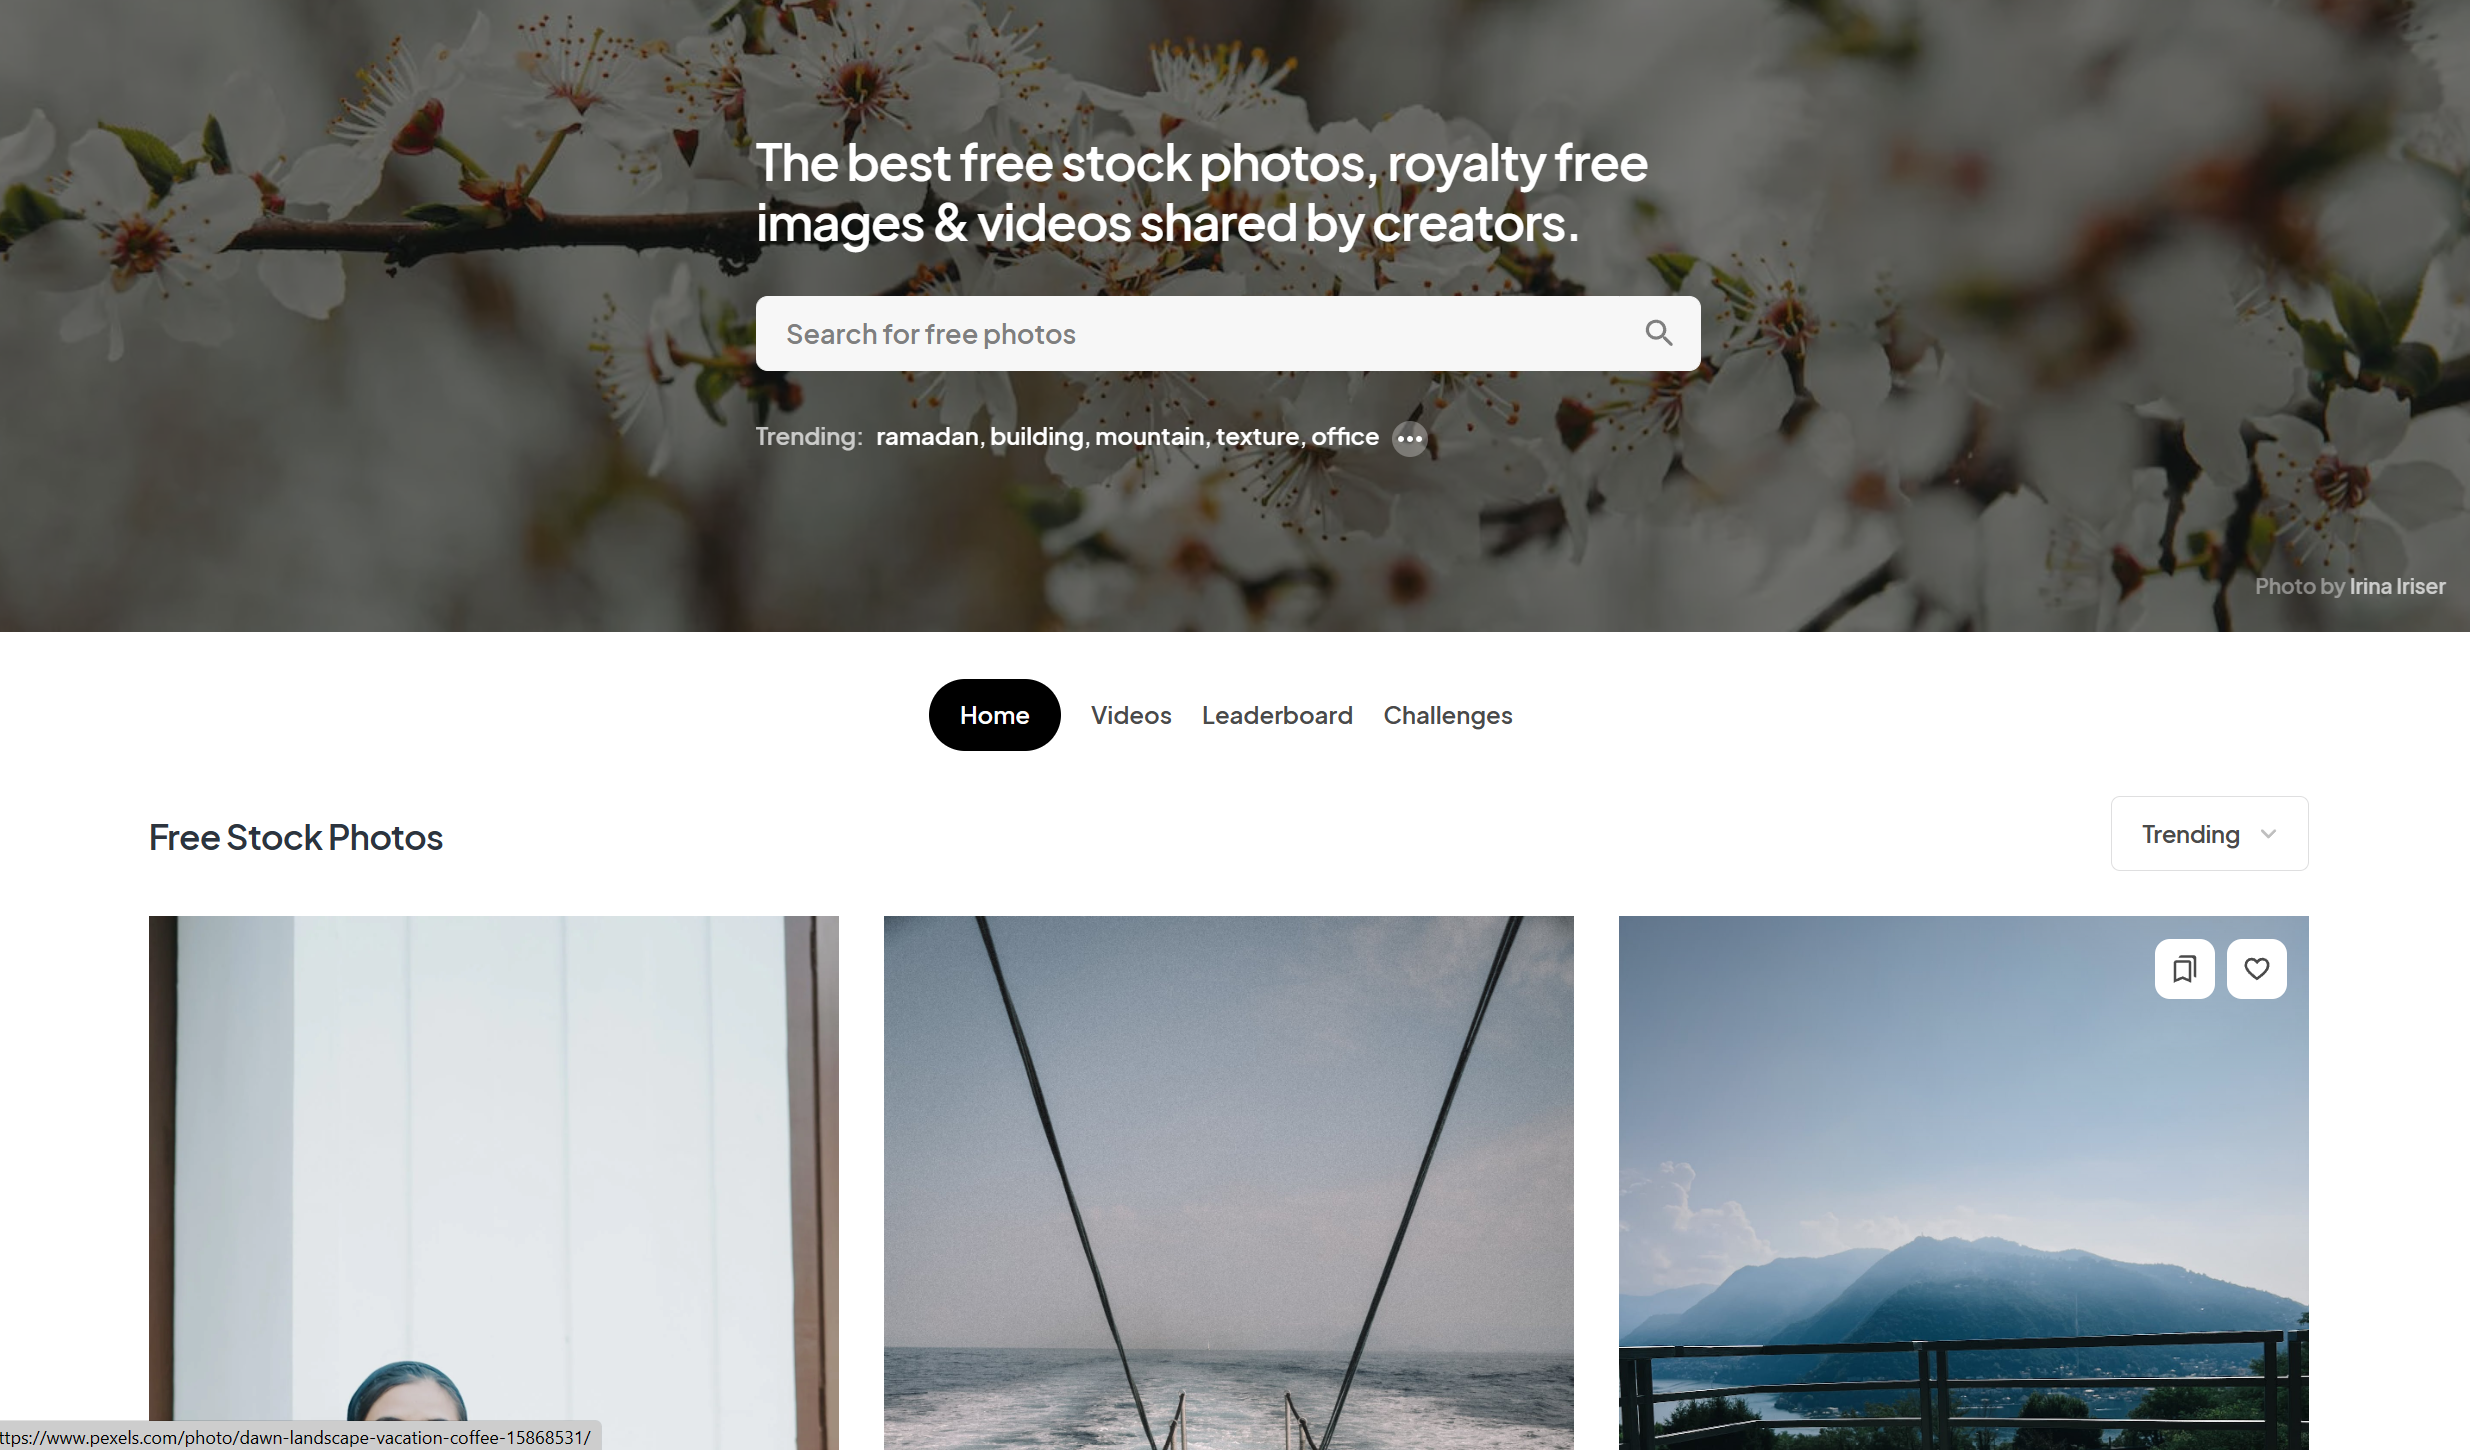 The best free stock photos, royalty free
images & videos shared by creators.
Search for free photos
Trending: ramadan, building, mountain, texture, office
Photo by Irina Iriser
Home Videos Leaderboard Challenges
Free Stock Photos
Trending
ttps://www.pexels.com/photo/dawn-landscape-vacation-coffee-15868531/